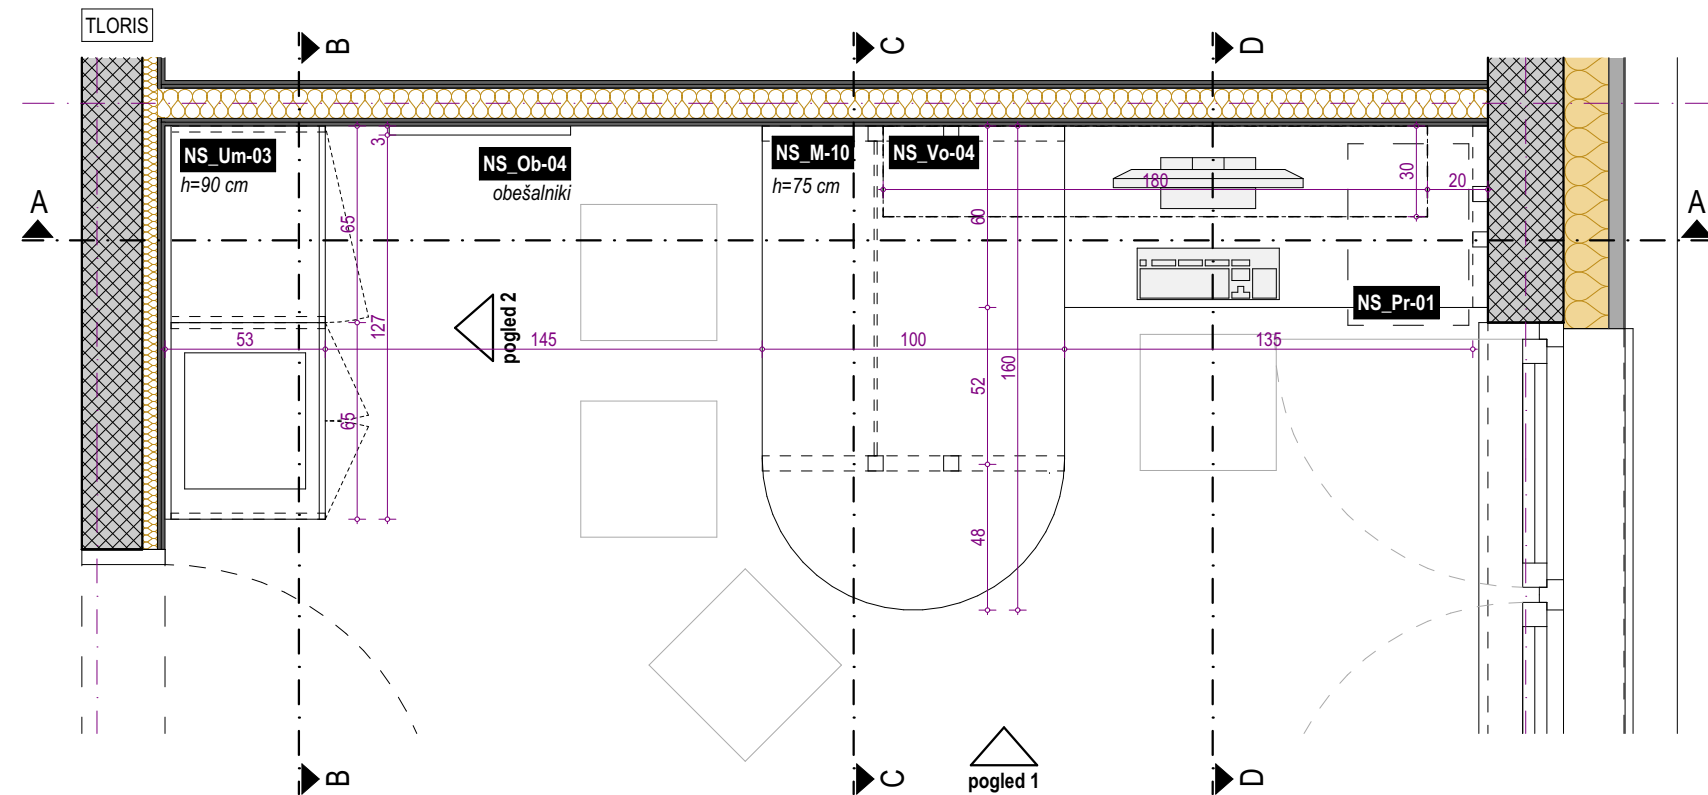 TLORIS
B
C
D
NS_Um-03
h=90 cm
3
NS_Ob-04
obešalniki
NS_M-10
h=75 cm
NS_Vo-04
180
30
20
A
A
65
60
NS_Pr-01
127
pogled 2
53
145
100
135
160
52
65
48
B
C
D
pogled 1